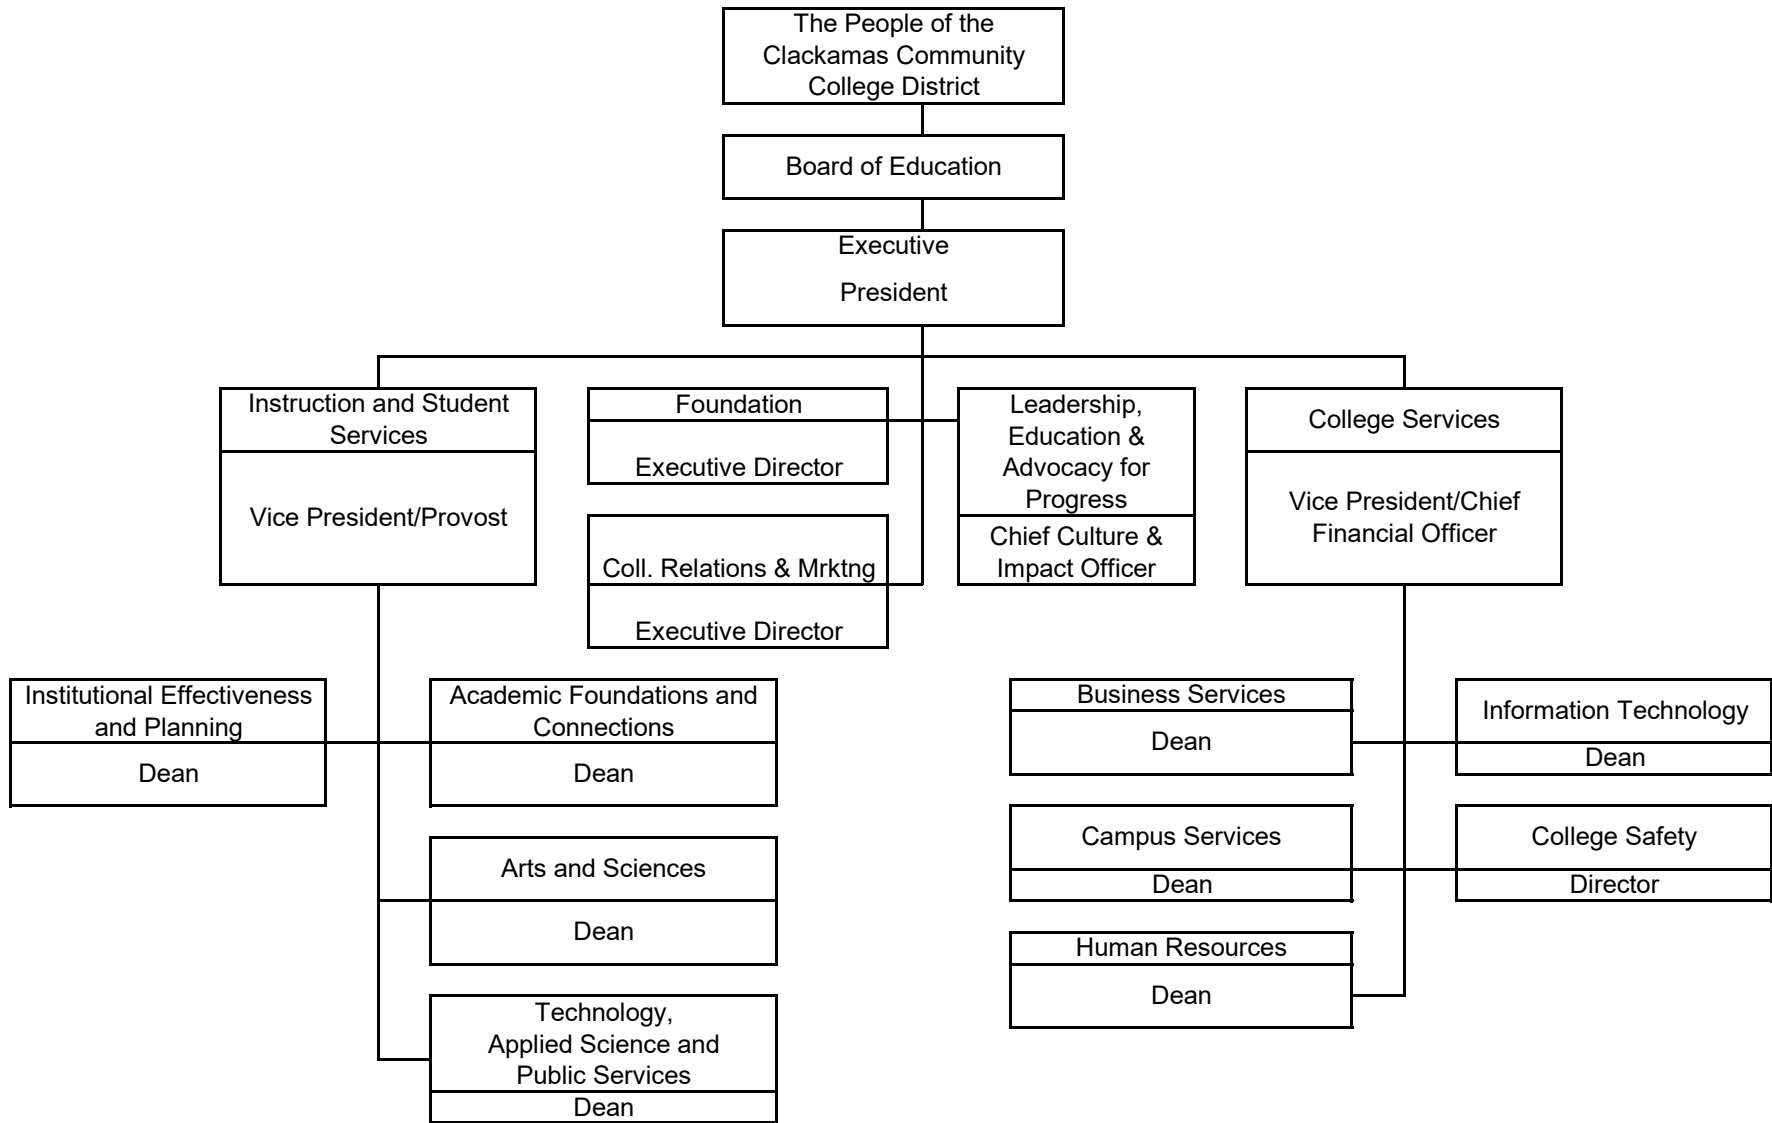 The People of the
Clackamas Community
College District
Board of Education
Executive
President
Instruction and Student
Services
Vice President/Provost
Foundation
Executive Director
Coll. Relations & Mrktng
Executive Director
Leadership,
Education &
Advocacy for
Progress
Chief Culture &
Impact Officer
College Services
Vice President/Chief
Financial Officer
Institutional Effectiveness
and Planning
Dean
Academic Foundations and
Connections
Dean
Arts and Sciences
Dean
Technology,
Applied Science and
Public Services
Dean
Business Services
Dean
Information Technology
Dean
Campus Services
Dean
College Safety
Director
Human Resources
Dean